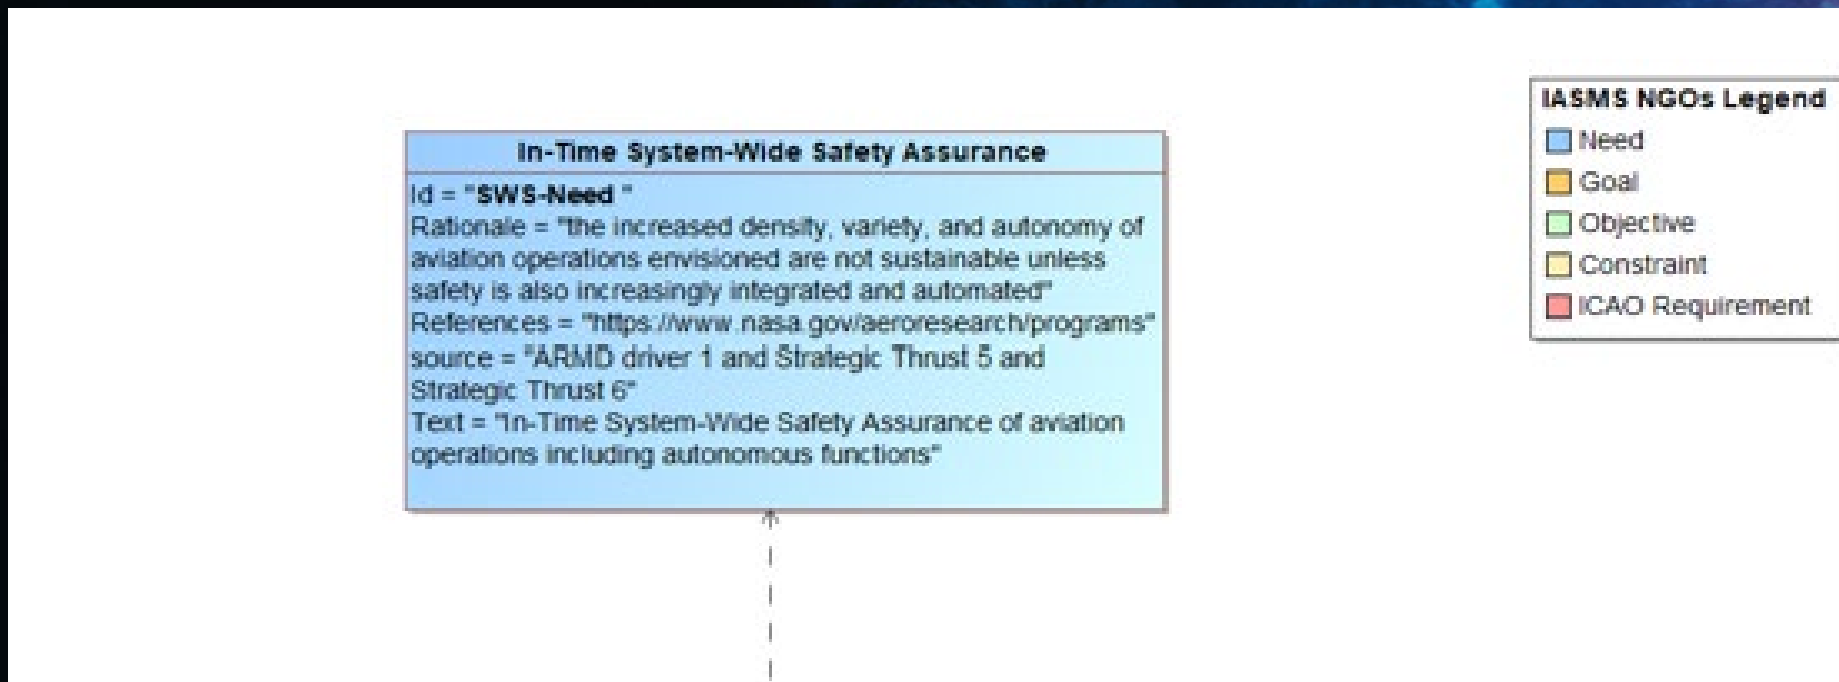 In-Time System-Wide Safety Assurance
Id = "SWS-Need "
Rationale = "the increased density, variety, and autonomy of
aviation operations envisioned are not sustainable unless
safety is also increasingly integrated and automated"
References = "https://www.nasa.gov/aeroresearch/programs"
source = "ARMD driver 1 and Strategic Thrust 5 and
Strategic Thrust 6"
Text = "In-Time System-Wide Safety Assurance of aviation
operations including autonomous functions"
IASMS NGOs Legend
Need
Goal
Objective
Constraint
ICAO Requirement